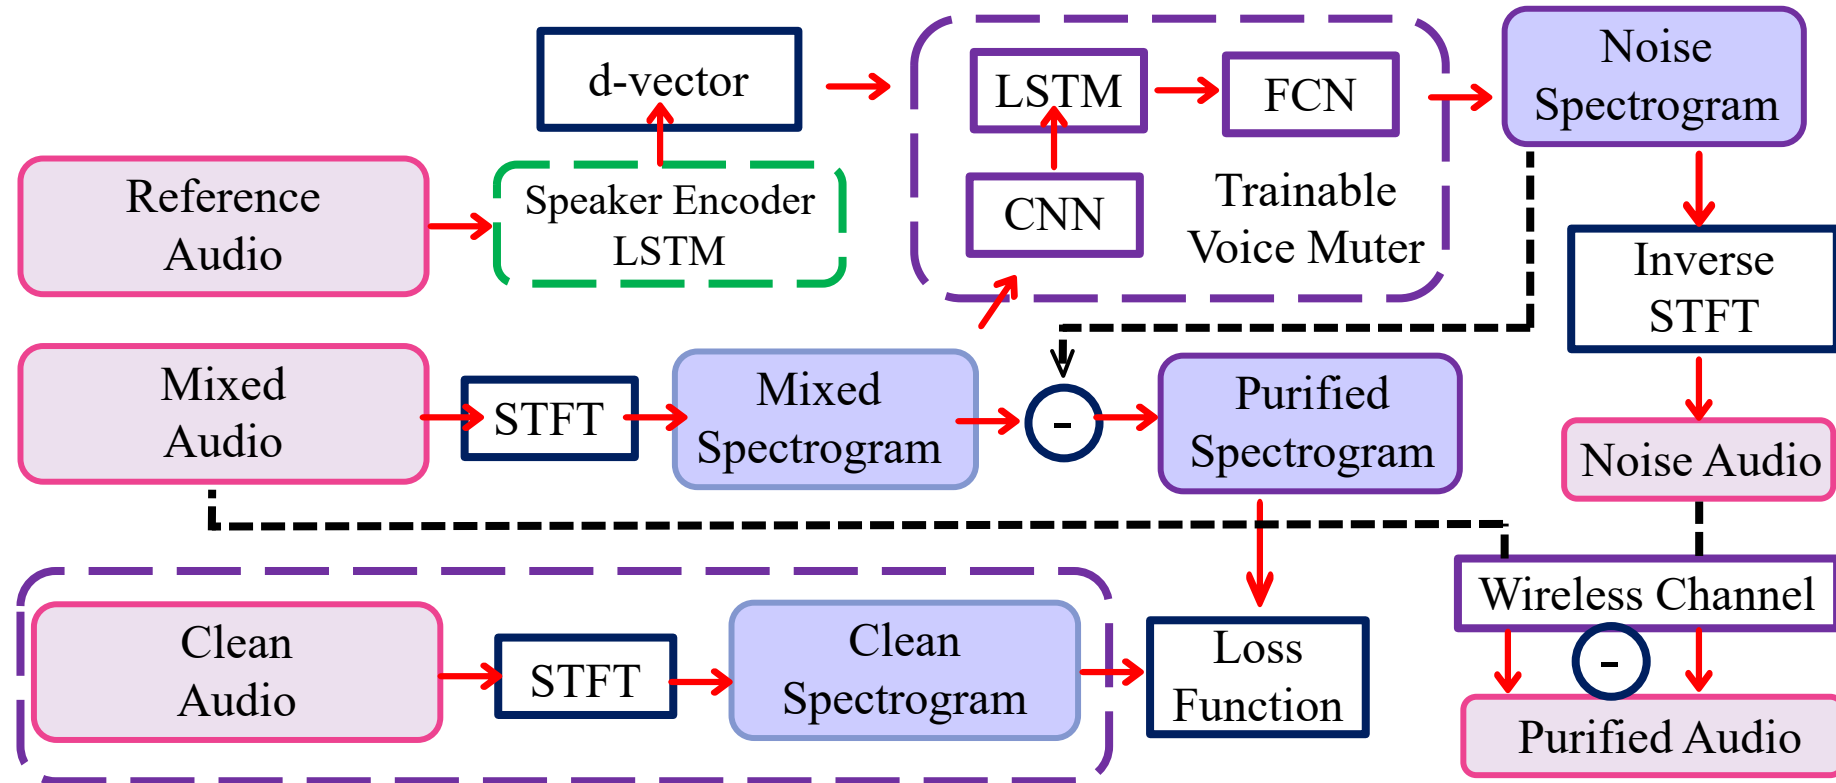 d-vector
LSTM
FCN
Noise
Spectrogram
Reference
Audio
Speaker Encoder
LSTM
CNN
Trainable
Voice Muter
Inverse
STFT
Mixed
Audio
STFT
Mixed
Spectrogram
-
Purified
Spectrogram
Noise Audio
Wireless Channel
Clean
Audio
STFT
Clean
Spectrogram
Loss
Function
-
Purified Audio